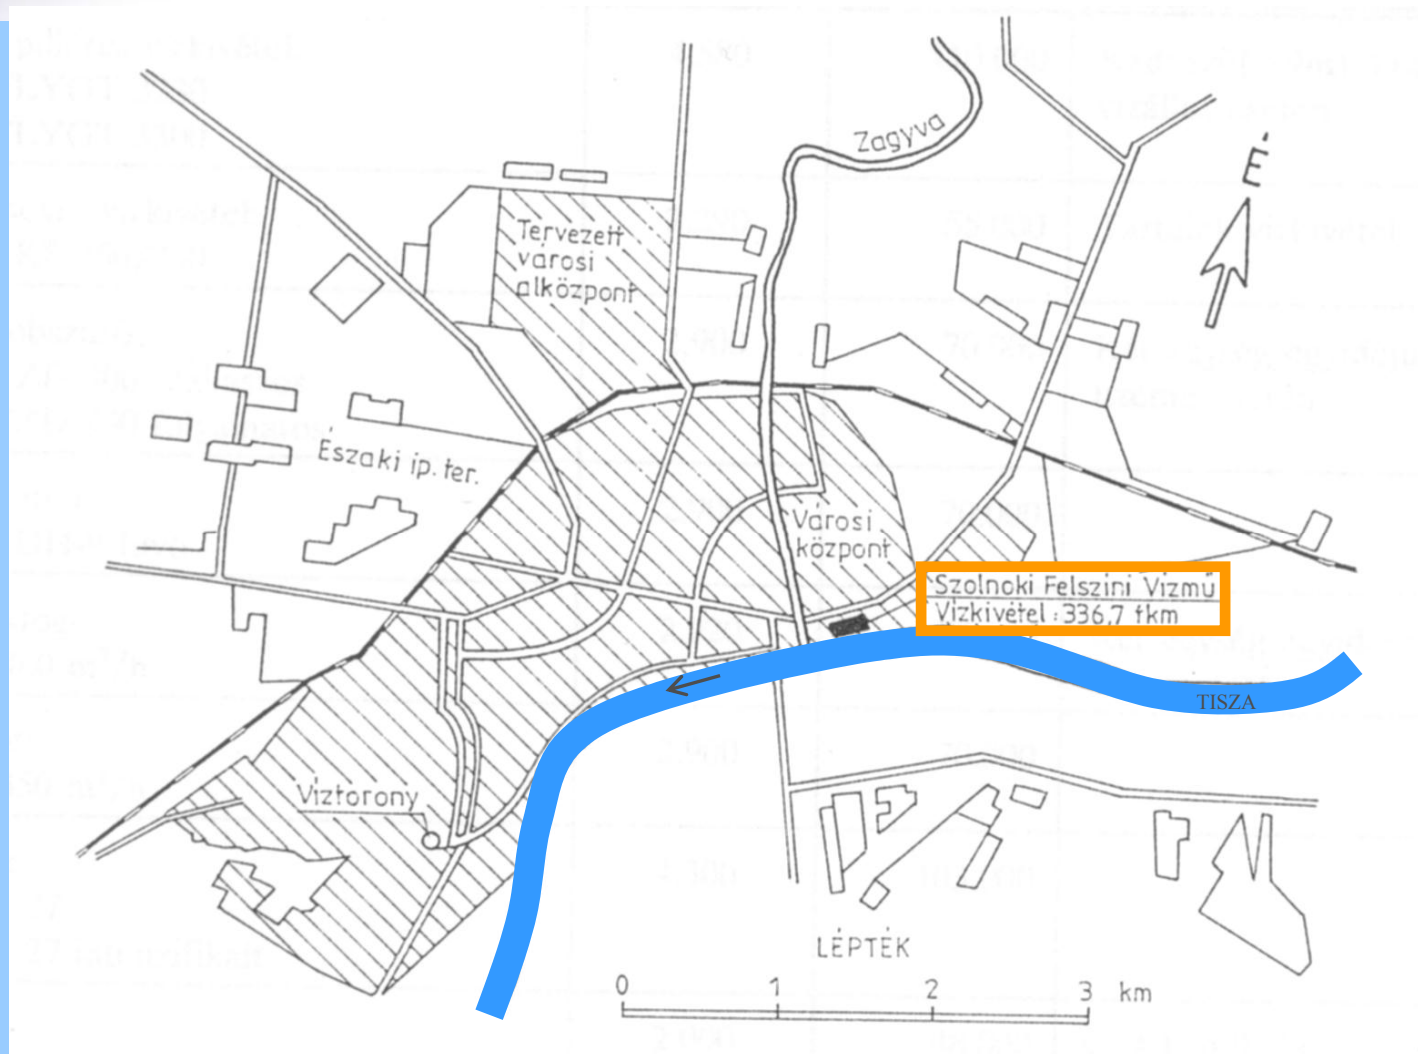 Zagyva
É
Tervezett
városi
alközpont
Északi ip. ter.
Városi
központ
Szolnoki Felszíni Vízmű
Vízkivétel : 336,7 fkm
TISZA
Víztorony
LÉPTÉK
0 1 2 3 km